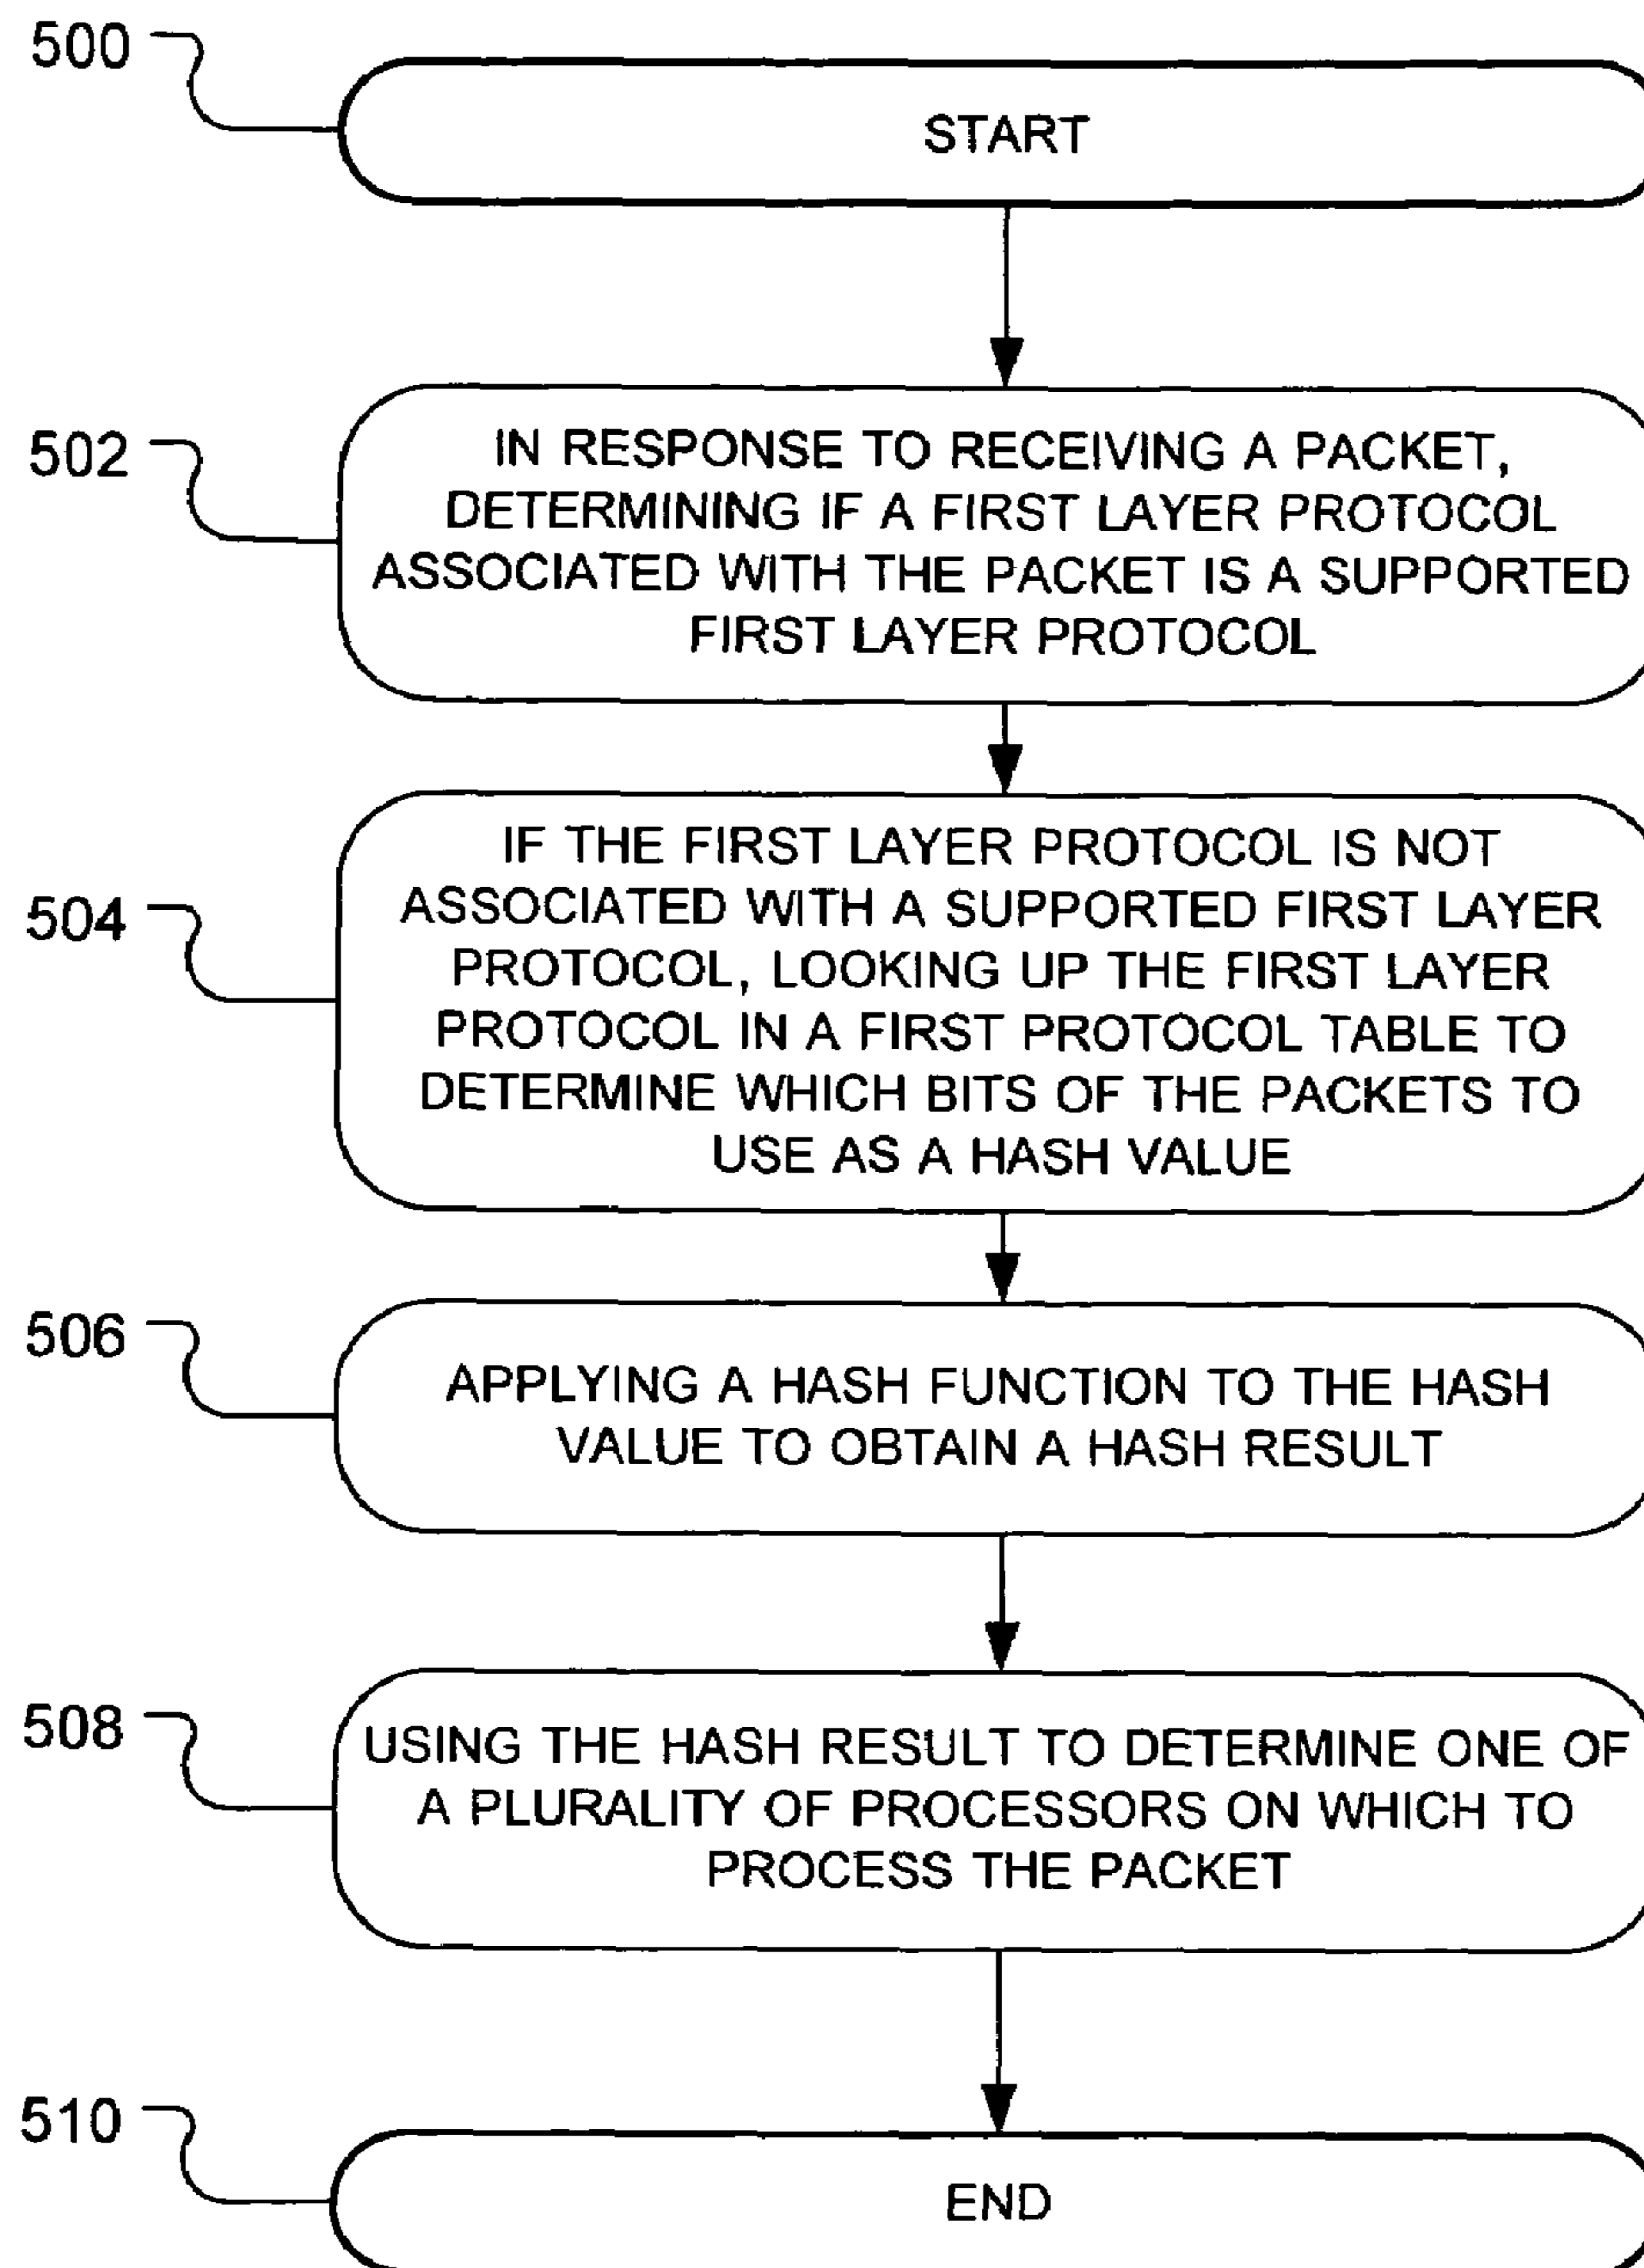 500
START
502
IN RESPONSE TO RECEIVING A PACKET,
DETERMINING IF A FIRST LAYER PROTOCOL
ASSOCIATED WITH THE PACKET IS A SUPPORTED
FIRST LAYER PROTOCOL
504
IF THE FIRST LAYER PROTOCOL IS NOT
ASSOCIATED WITH A SUPPORTED FIRST LAYER
PROTOCOL, LOOKING UP THE FIRST LAYER
PROTOCOL IN A FIRST PROTOCOL TABLE TO
DETERMINE WHICH BITS OF THE PACKETS TO
USE AS A HASH VALUE
506
APPLYING A HASH FUNCTION TO THE HASH
VALUE TO OBTAIN A HASH RESULT
508
USING THE HASH RESULT TO DETERMINE ONE OF
A PLURALITY OF PROCESSORS ON WHICH TO
PROCESS THE PACKET
510
END